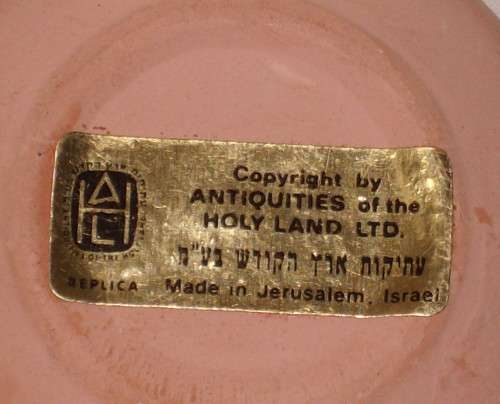 Copyright by
ANTIQUITIES of the
HOLY LAND LTD.
עתיקות ארץ הקודש בע"מ
REPLICA
Made in Jerusalem, Israel